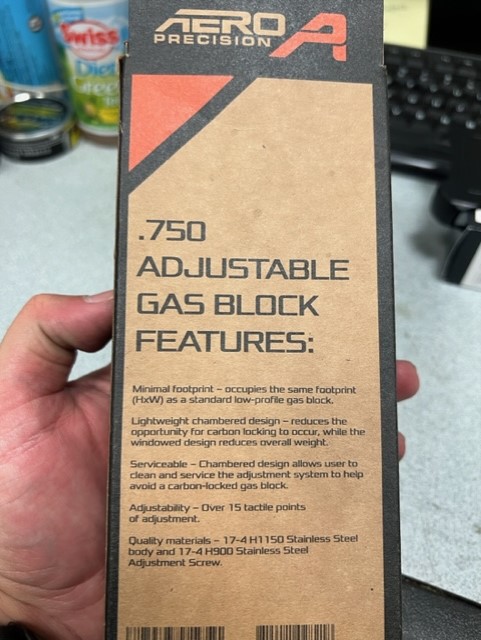 AERO
PRECISION
Swiss
Diet
.750
ADJUSTABLE
GAS BLOCK
FEATURES:
Minimal footprint – occupies the same footprint
(HxW) as a standard low-profile gas block.
Lightweight chambered design – reduces the
opportunity for carbon locking to occur, while the
windowed design reduces overall weight.
Serviceable – Chambered design allows user to
clean and service the adjustment system to help
avoid a carbon-locked gas block.
Adjustability – Over 15 tactile points
of adjustment.
Quality materials – 17-4 H1150 Stainless Steel
body and 17-4 H900 Stainless Steel
Adjustment Screw.